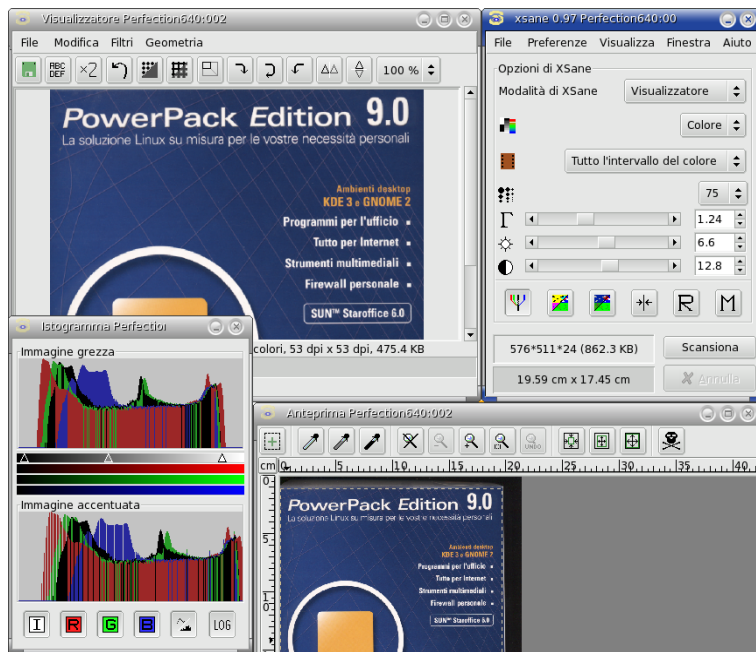 Visualizzatore Perfection640:002
File Modifica Filtri Geometria
ABC DEF ×2 100 %
PowerPack Edition 9.0
La soluzione Linux su misura per le vostre necessità personali
Ambienti desktop
KDE 3 e GNOME 2
Programmi per l'ufficio
Tutto per Internet
Strumenti multimediali
Firewall personale
SUN™ Staroffice 6.0
colori, 53 dpi x 53 dpi, 475.4 KB
xsane 0.97 Perfection640:00
File Preferenze Visualizza Finestra Aiuto
Opzioni di XSane
Modalità di XSane Visualizzatore
Colore
Tutto l'intervallo del colore
75
Γ 1.24
6.6
12.8
R M
576*511*24 (862.3 KB) Scansiona
19.59 cm x 17.45 cm Annulla
Istogramma Perfection
Immagine grezza
Immagine accentuata
I R G B LOG
Anteprima Perfection640:002
UNDO
cm 0 5 10 15 20 25 30 35 40
0
5
10
PowerPack Edition 9.0
La soluzione Linux su misura per le vostre necessità personali
Ambienti desktop
KDE 3 e GNOME 2
Programmi per l'ufficio
Tutto per Internet
Strumenti multimediali
Firewall personale
SUN™ Staroffice 6.0